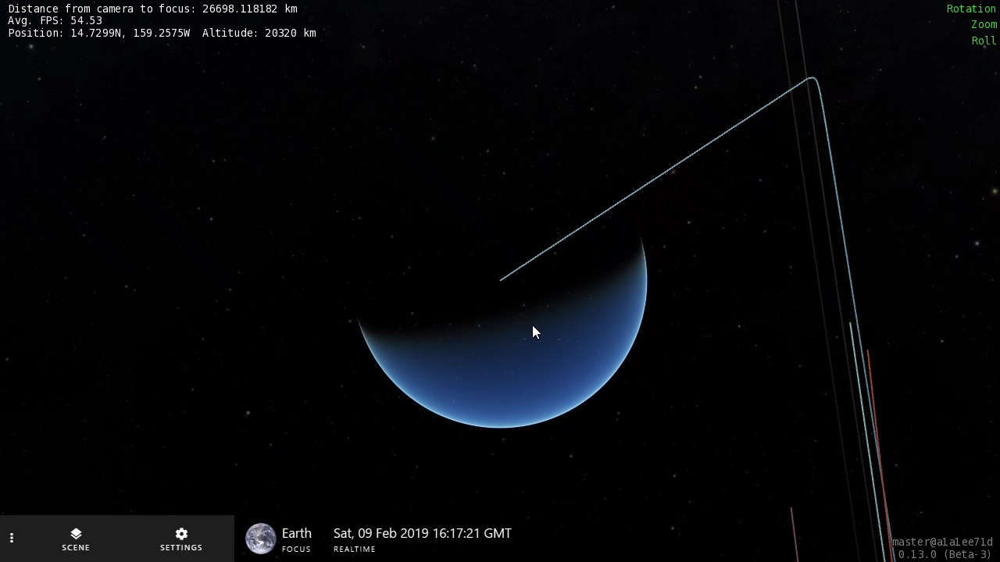 Distance from camera to focus: 26698.118182 km
Avg. FPS: 54.53
Position: 14.7299N, 159.2575W  Altitude: 20320 km
Rotation
Zoom
Roll
SCENE
SETTINGS
Earth
FOCUS
Sat, 09 Feb 2019 16:17:21 GMT
REALTIME
master@a1a1ee71d
0.13.0 (Beta-3)